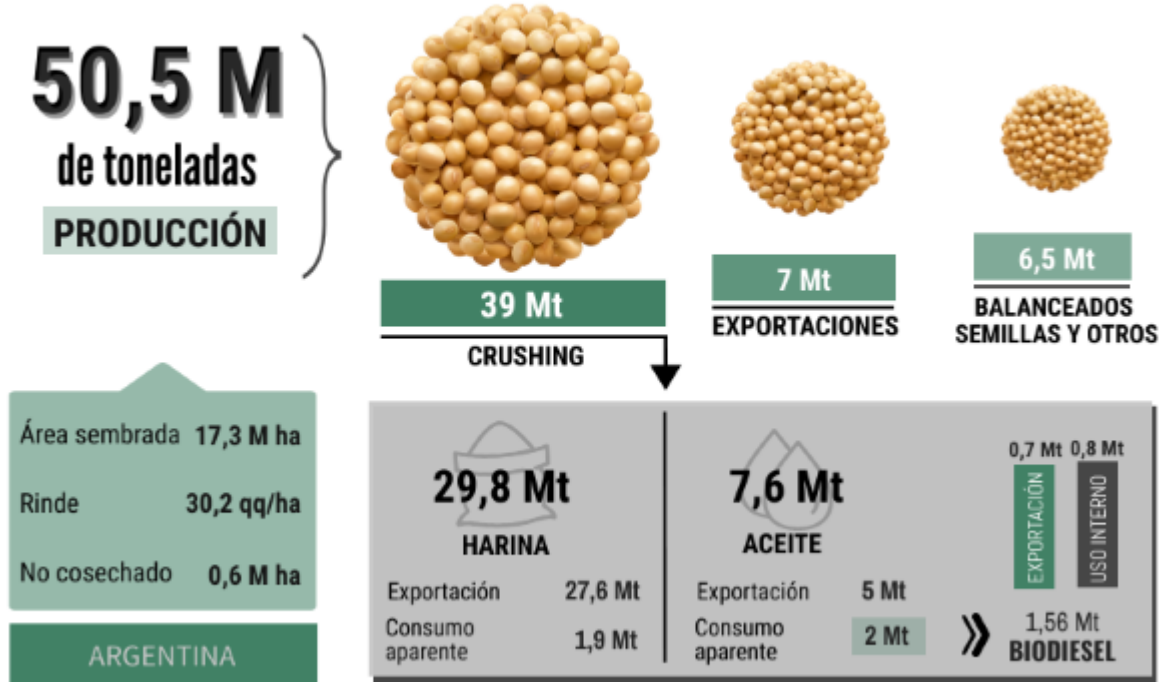 50,5 M
de toneladas
PRODUCCIÓN
39 Mt
CRUSHING
7 Mt
EXPORTACIONES
6,5 Mt
BALANCEADOS
SEMILLAS Y OTROS
Área sembrada 17,3 M ha
Rinde 30,2 qq/ha
No cosechado 0,6 M ha
ARGENTINA
29,8 Mt
HARINA
Exportación 27,6 Mt
Consumo
aparente 1,9 Mt
7,6 Mt
ACEITE
Exportación 5 Mt
Consumo
aparente 2 Mt
0,7 Mt 0,8 Mt
EXPORTACIÓN
USO INTERNO
1,56 Mt
BIODIESEL